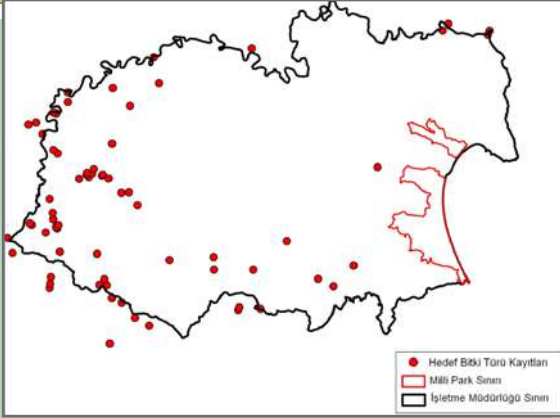 Hedef Bitki Türü Kayıtları
Milli Park Sınırı
İşletme Müdürlüğü Sınırı